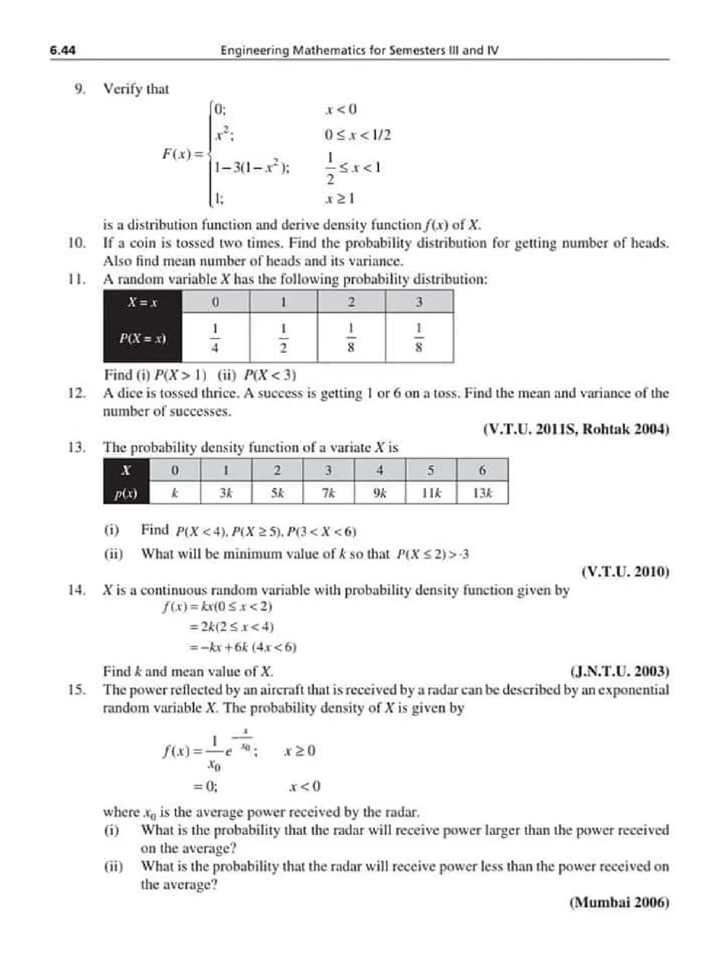 6.44 Engineering Mathematics for Semesters III and IV
9. Verify that
F(x) = {0; x < 0
x²; 0 ≤ x < 1/2
1–3(1–x²); 1/2 ≤ x < 1
1; x ≥ 1
is a distribution function and derive density function f(x) of X.
10. If a coin is tossed two times. Find the probability distribution for getting number of heads.
Also find mean number of heads and its variance.
11. A random variable X has the following probability distribution:
X = x 0 1 2 3
P(X = x) 1/4 1/2 1/8 1/8
Find (i) P(X > 1) (ii) P(X < 3)
12. A dice is tossed thrice. A success is getting 1 or 6 on a toss. Find the mean and variance of the
number of successes.
(V.T.U. 2011S, Rohtak 2004)
13. The probability density function of a variate X is
X 0 1 2 3 4 5 6
p(x) k 3k 5k 7k 9k 11k 13k
(i) Find P(X < 4), P(X ≥ 5), P(3 < X < 6)
(ii) What will be minimum value of k so that P(X ≤ 2) > ·3
(V.T.U. 2010)
14. X is a continuous random variable with probability density function given by
f(x) = kx(0 ≤ x < 2)
= 2k(2 ≤ x < 4)
= –kx + 6k (4x < 6)
Find k and mean value of X. (J.N.T.U. 2003)
15. The power reflected by an aircraft that is received by a radar can be described by an exponential
random variable X. The probability density of X is given by
f(x) = 1/x₀ e^(–x/x₀); x ≥ 0
= 0; x < 0
where x₀ is the average power received by the radar.
(i) What is the probability that the radar will receive power larger than the power received
on the average?
(ii) What is the probability that the radar will receive power less than the power received on
the average?
(Mumbai 2006)